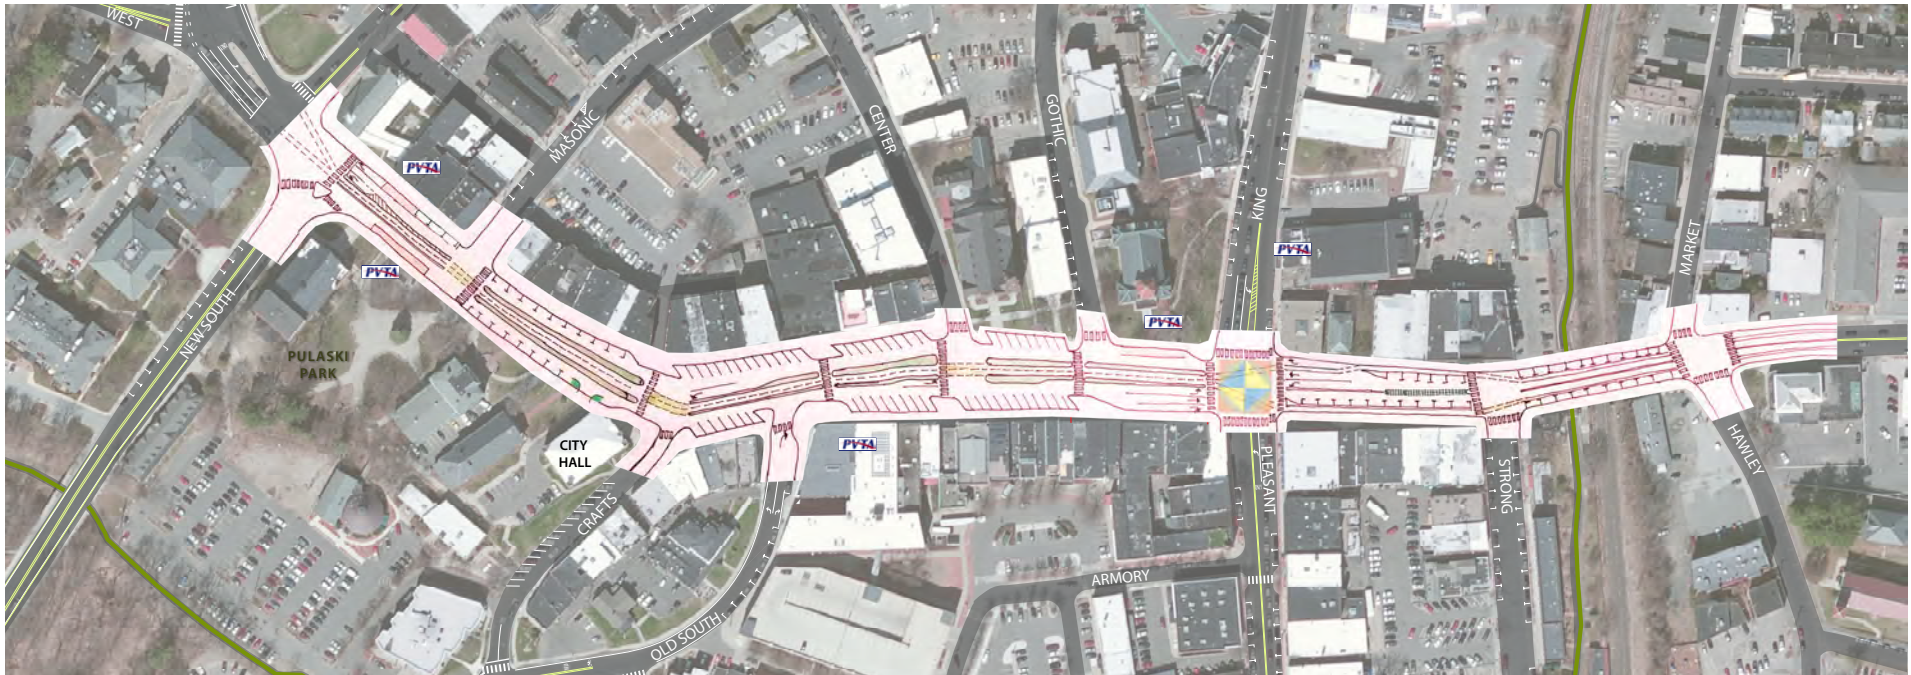 WEST
MASONIC
CENTER
GOTHIC
KING
MARKET
PVTA
PVTA
PVTA
PVTA
PVTA
NEW SOUTH
PULASKI
PARK
CITY
HALL
CRAFTS
OLD SOUTH
ARMORY
PLEASANT
STRONG
HAWLEY